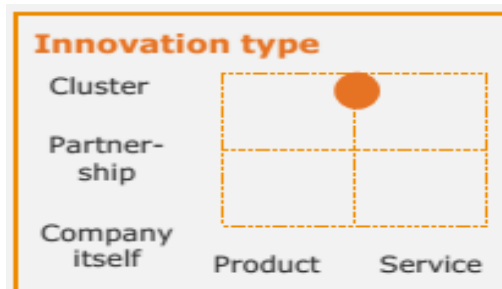 Innovation type
Cluster
Partner-
ship
Company
itself
Product Service